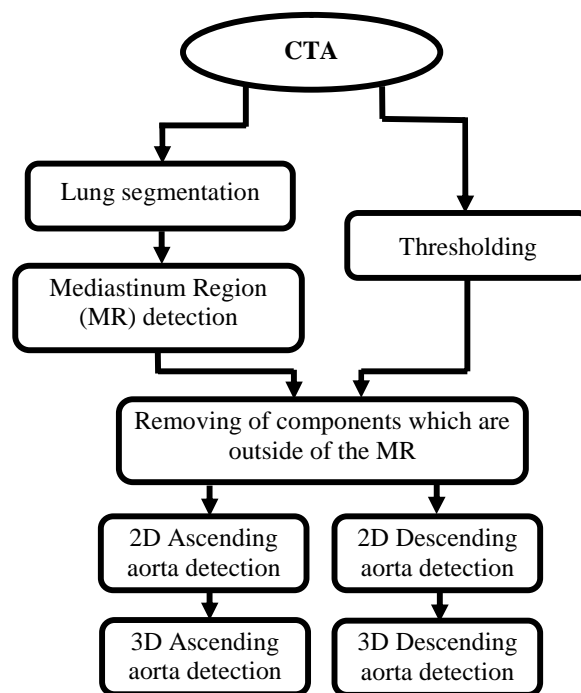 CTA
Lung segmentation
Thresholding
Mediastinum Region
(MR) detection
Removing of components which are
outside of the MR
2D Ascending
aorta detection
2D Descending
aorta detection
3D Ascending
aorta detection
3D Descending
aorta detection